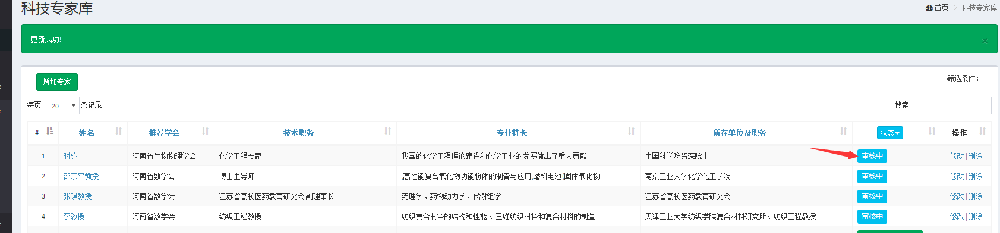 科技专家库
首页 > 科技专家库
更新成功!
×
增加专家
筛选条件:
每页 20 条记录
搜索
# 姓名 推荐学会 技术职务 专业特长 所在单位及职务 状态 操作
1 时钧 河南省生物物理学会 化学工程专家 我国的化学工程理论建设和化学工业的发展做出了重大贡献 中国科学院资深院士 审核中 修改 | 删除
2 邵宗平教授 河南省数学会 博士生导师 ,高性能复合氧化物功能粉体的制备与应用,燃料电池(固体氧化物 南京工业大学化学化工学院 审核中 修改 | 删除
3 张琪教授 河南省数学会 江苏省高校医药教育研究会副理事长 药理学、药物动力学、代谢组学 江苏省高校医药教育研究会 审核中 修改 | 删除
4 李教授 河南省数学会 纺织工程教授 纺织复合材料的结构和性能 、三维纺织材料和复合材料的制造 天津工业大学纺织学院复合材料研究所、纺织工程教授 审核中 修改 | 删除